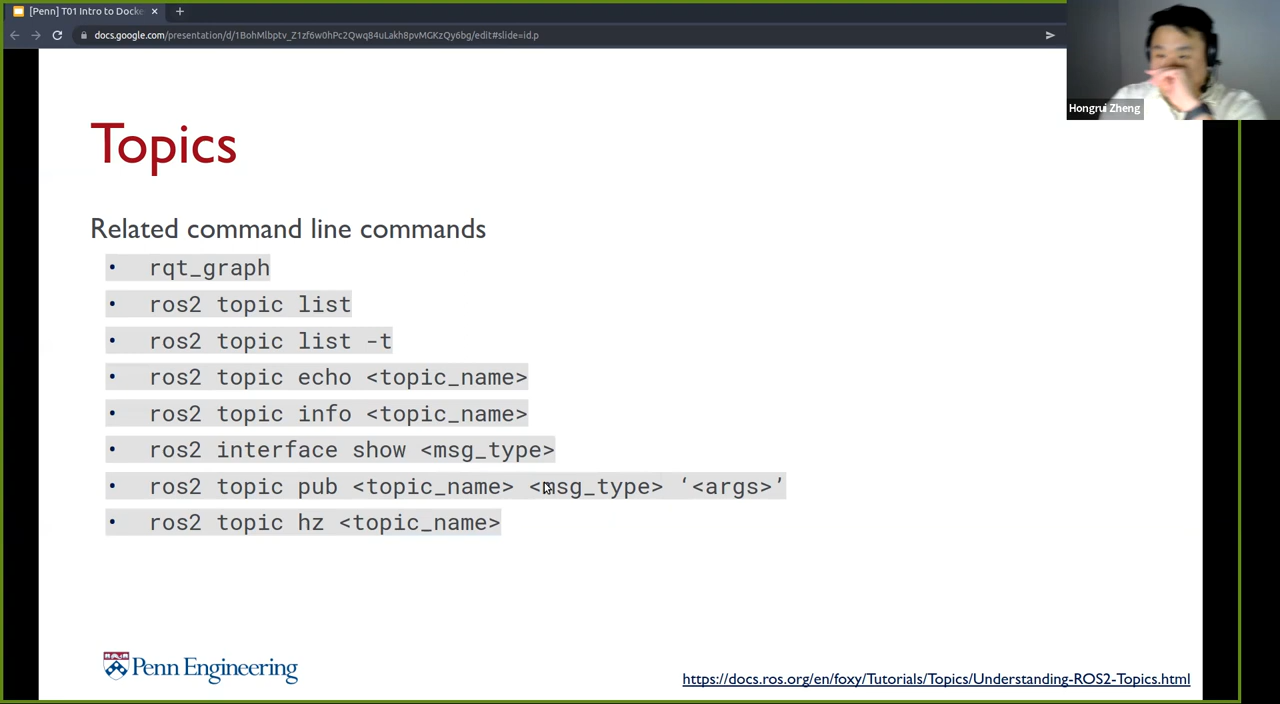 [Penn] T01 Intro to Docke
docs.google.com/presentation/d/1BohMlbptv_Z1zf6w0hPc2Qwq84uLakh8pvMGKzQy6bg/edit#slide=id.p
Hongrui Zheng
Topics
Related command line commands
• rqt_graph
• ros2 topic list
• ros2 topic list -t
• ros2 topic echo <topic_name>
• ros2 topic info <topic_name>
• ros2 interface show <msg_type>
• ros2 topic pub <topic_name> <msg_type> ‘<args>’
• ros2 topic hz <topic_name>
Penn Engineering
https://docs.ros.org/en/foxy/Tutorials/Topics/Understanding-ROS2-Topics.html